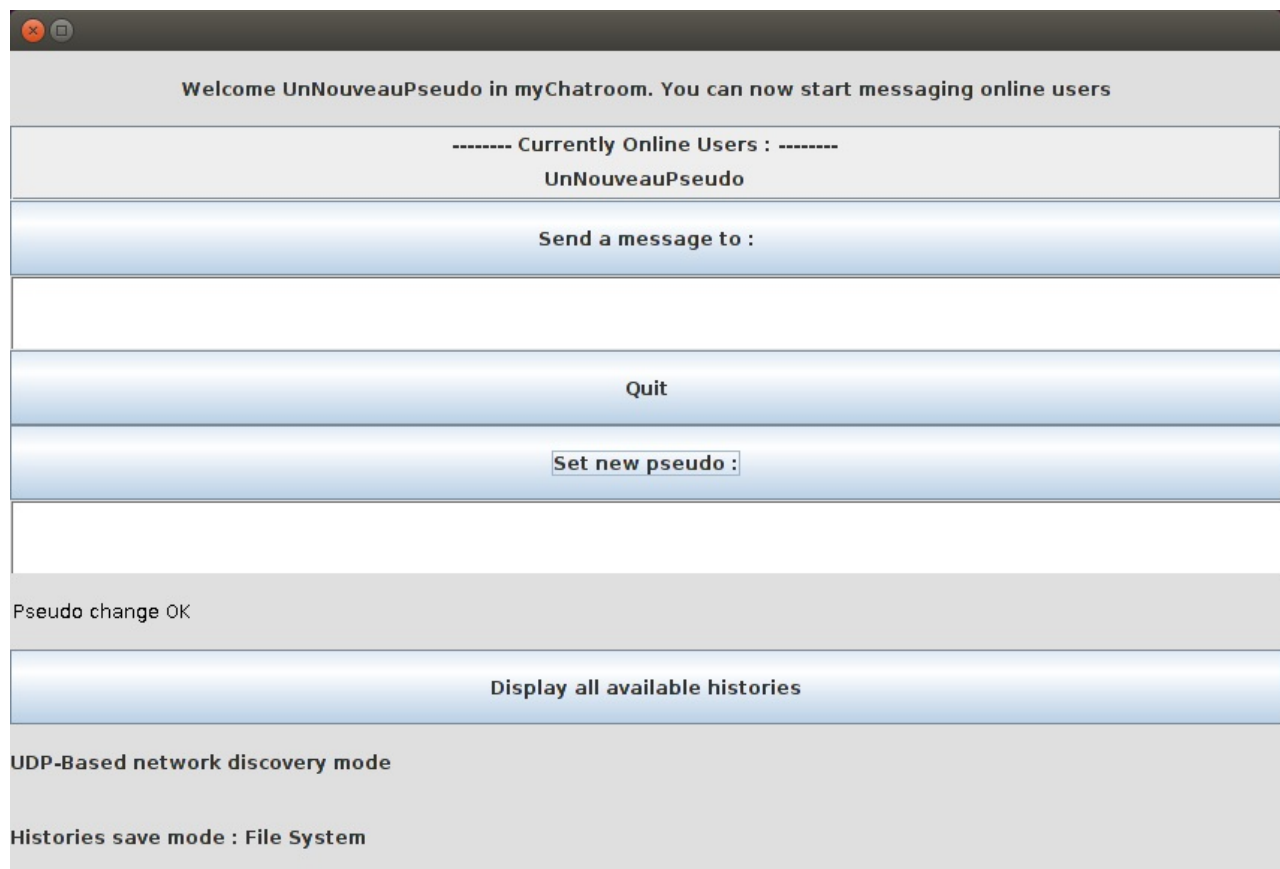 Welcome UnNouveauPseudo in myChatroom. You can now start messaging online users
-------- Currently Online Users : --------
UnNouveauPseudo
Send a message to :
Quit
Set new pseudo :
Pseudo change OK
Display all available histories
UDP-Based network discovery mode
Histories save mode : File System